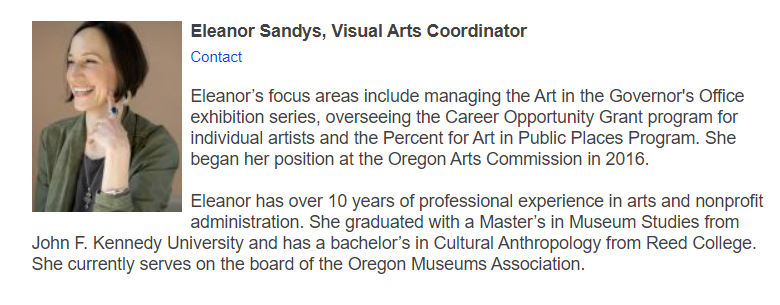 Eleanor Sandys, Visual Arts Coordinator
Contact
Eleanor’s focus areas include managing the Art in the Governor's Office
exhibition series, overseeing the Career Opportunity Grant program for
individual artists and the Percent for Art in Public Places Program. She
began her position at the Oregon Arts Commission in 2016.
Eleanor has over 10 years of professional experience in arts and nonprofit
administration. She graduated with a Master’s in Museum Studies from
John F. Kennedy University and has a bachelor’s in Cultural Anthropology from Reed College.
She currently serves on the board of the Oregon Museums Association.